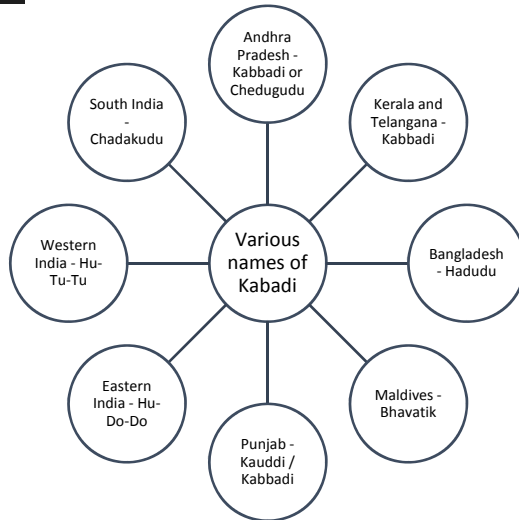 Andhra
Pradesh -
Kabbadi or
Chedugudu
Kerala and
Telangana -
Kabbadi
Bangladesh
- Hadudu
Maldives -
Bhavatik
Punjab -
Kauddi /
Kabbadi
Eastern
India - Hu-
Do-Do
Western
India - Hu-
Tu-Tu
South India
-
Chadakudu
Various
names of
Kabadi